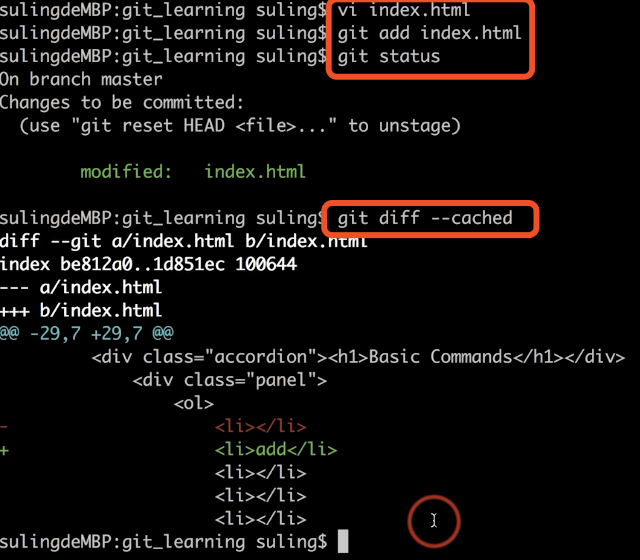 sulingdeMBP:git_learning suling$ vi index.html
sulingdeMBP:git_learning suling$ git add index.html
sulingdeMBP:git_learning suling$ git status
On branch master
Changes to be committed:
  (use "git reset HEAD <file>..." to unstage)
        modified:   index.html
sulingdeMBP:git_learning suling$ git diff --cached
diff --git a/index.html b/index.html
index be812a0..1d851ec 100644
--- a/index.html
+++ b/index.html
@@ -29,7 +29,7 @@
         <div class="accordion"><h1>Basic Commands</h1></div>
             <div class="panel">
                 <ol>
-                    <li></li>
+                    <li>add</li>
                     <li></li>
                     <li></li>
                     <li></li>
sulingdeMBP:git_learning suling$